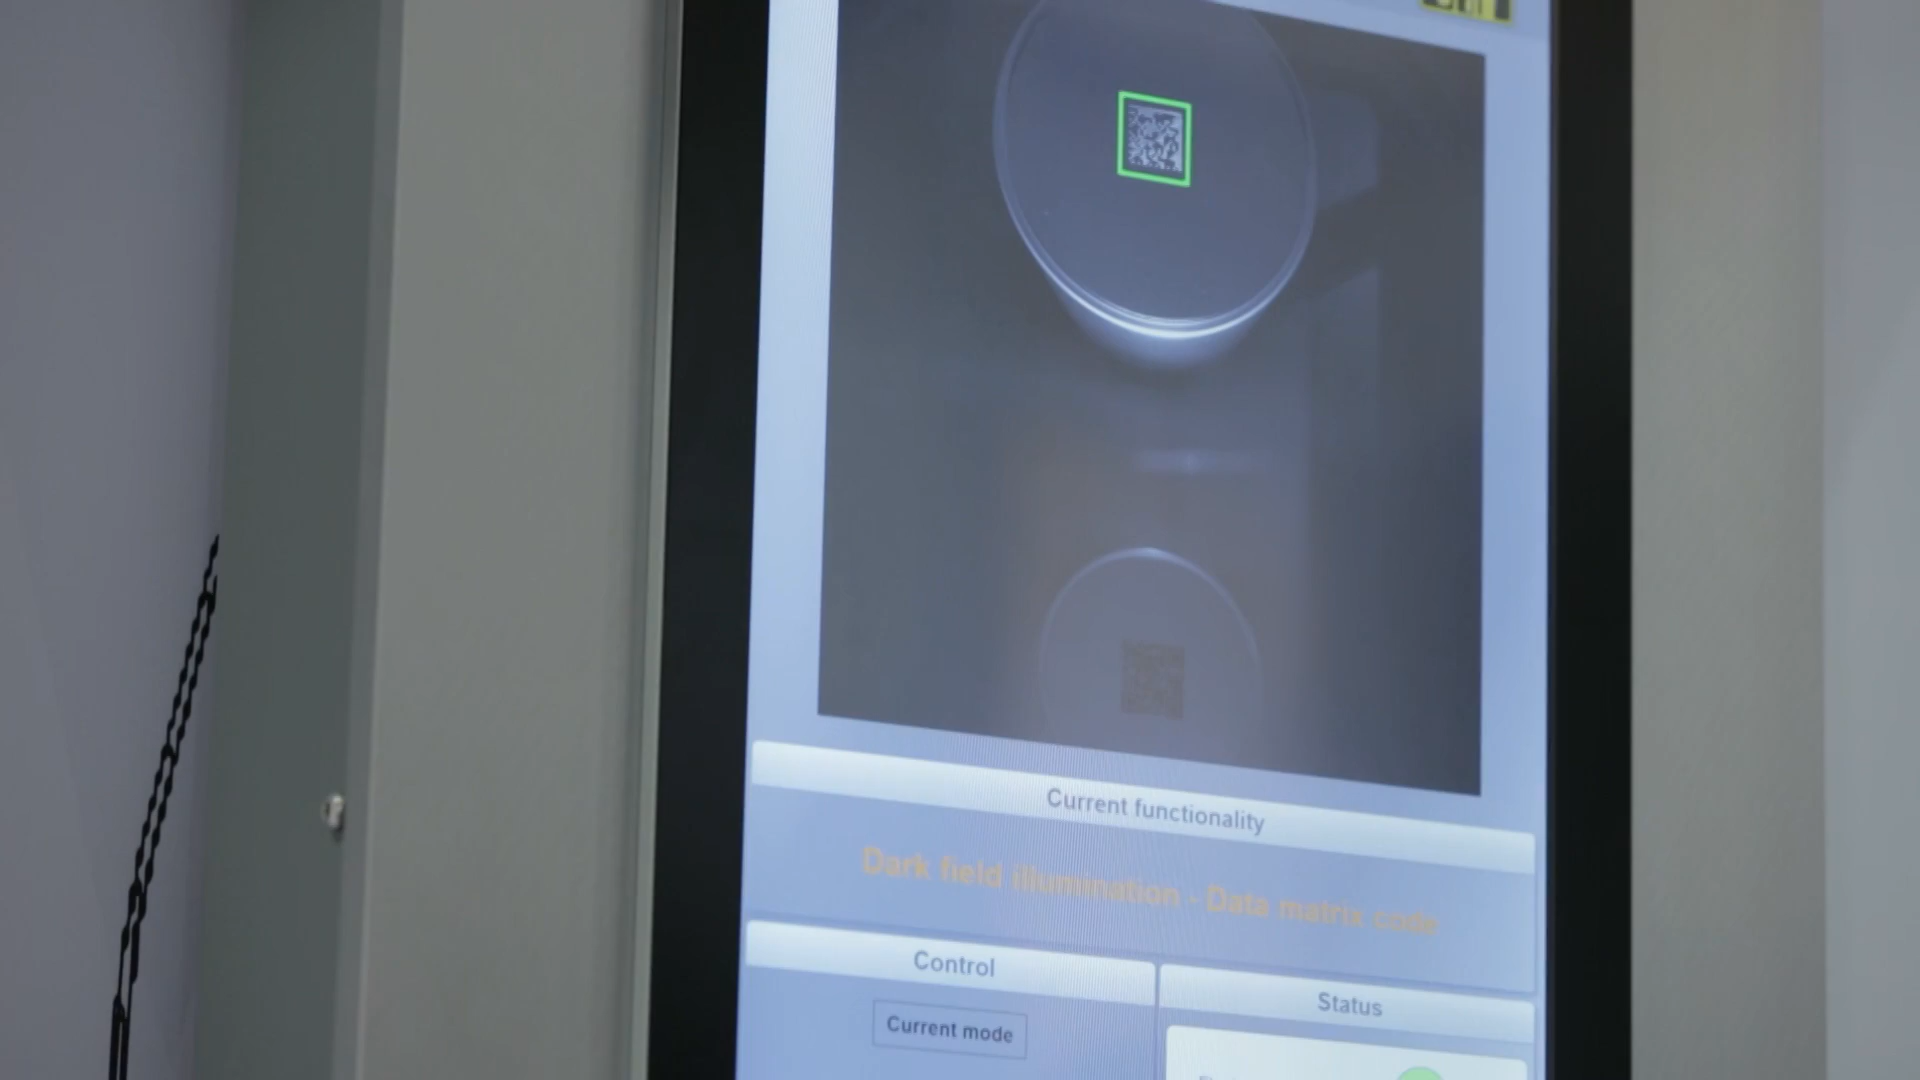 Current functionality
Dark field illumination - Data matrix code
Control
Status
Current mode